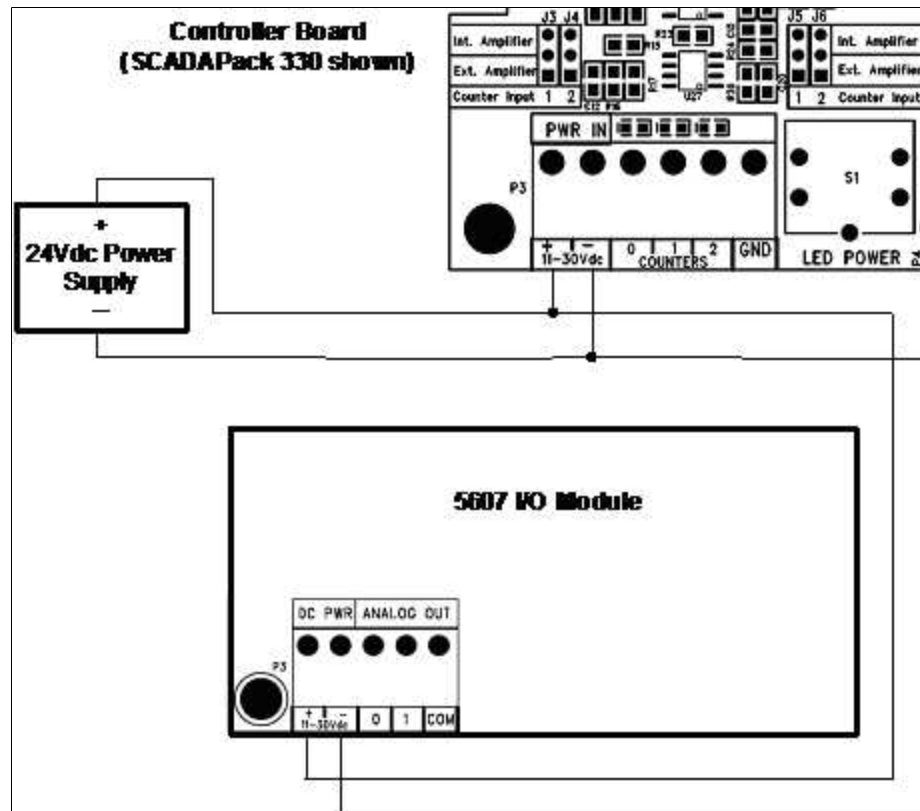 Controller Board
(SCADAPack 330 shown)
J3 J4
J5 J6
Int. Amplifier
Int. Amplifier
Ext. Amplifier
Ext. Amplifier
Counter Input 1 2
1 2 Counter Input
R17
U27
PWR IN
P3
S1
+ -
11-30Vdc
0 1 2
COUNTERS
GND
LED POWER
+
24Vdc Power
Supply
-
5607 I/O Module
DC PWR ANALOG OUT
P3
+ -
11-30Vdc
0 1 COM